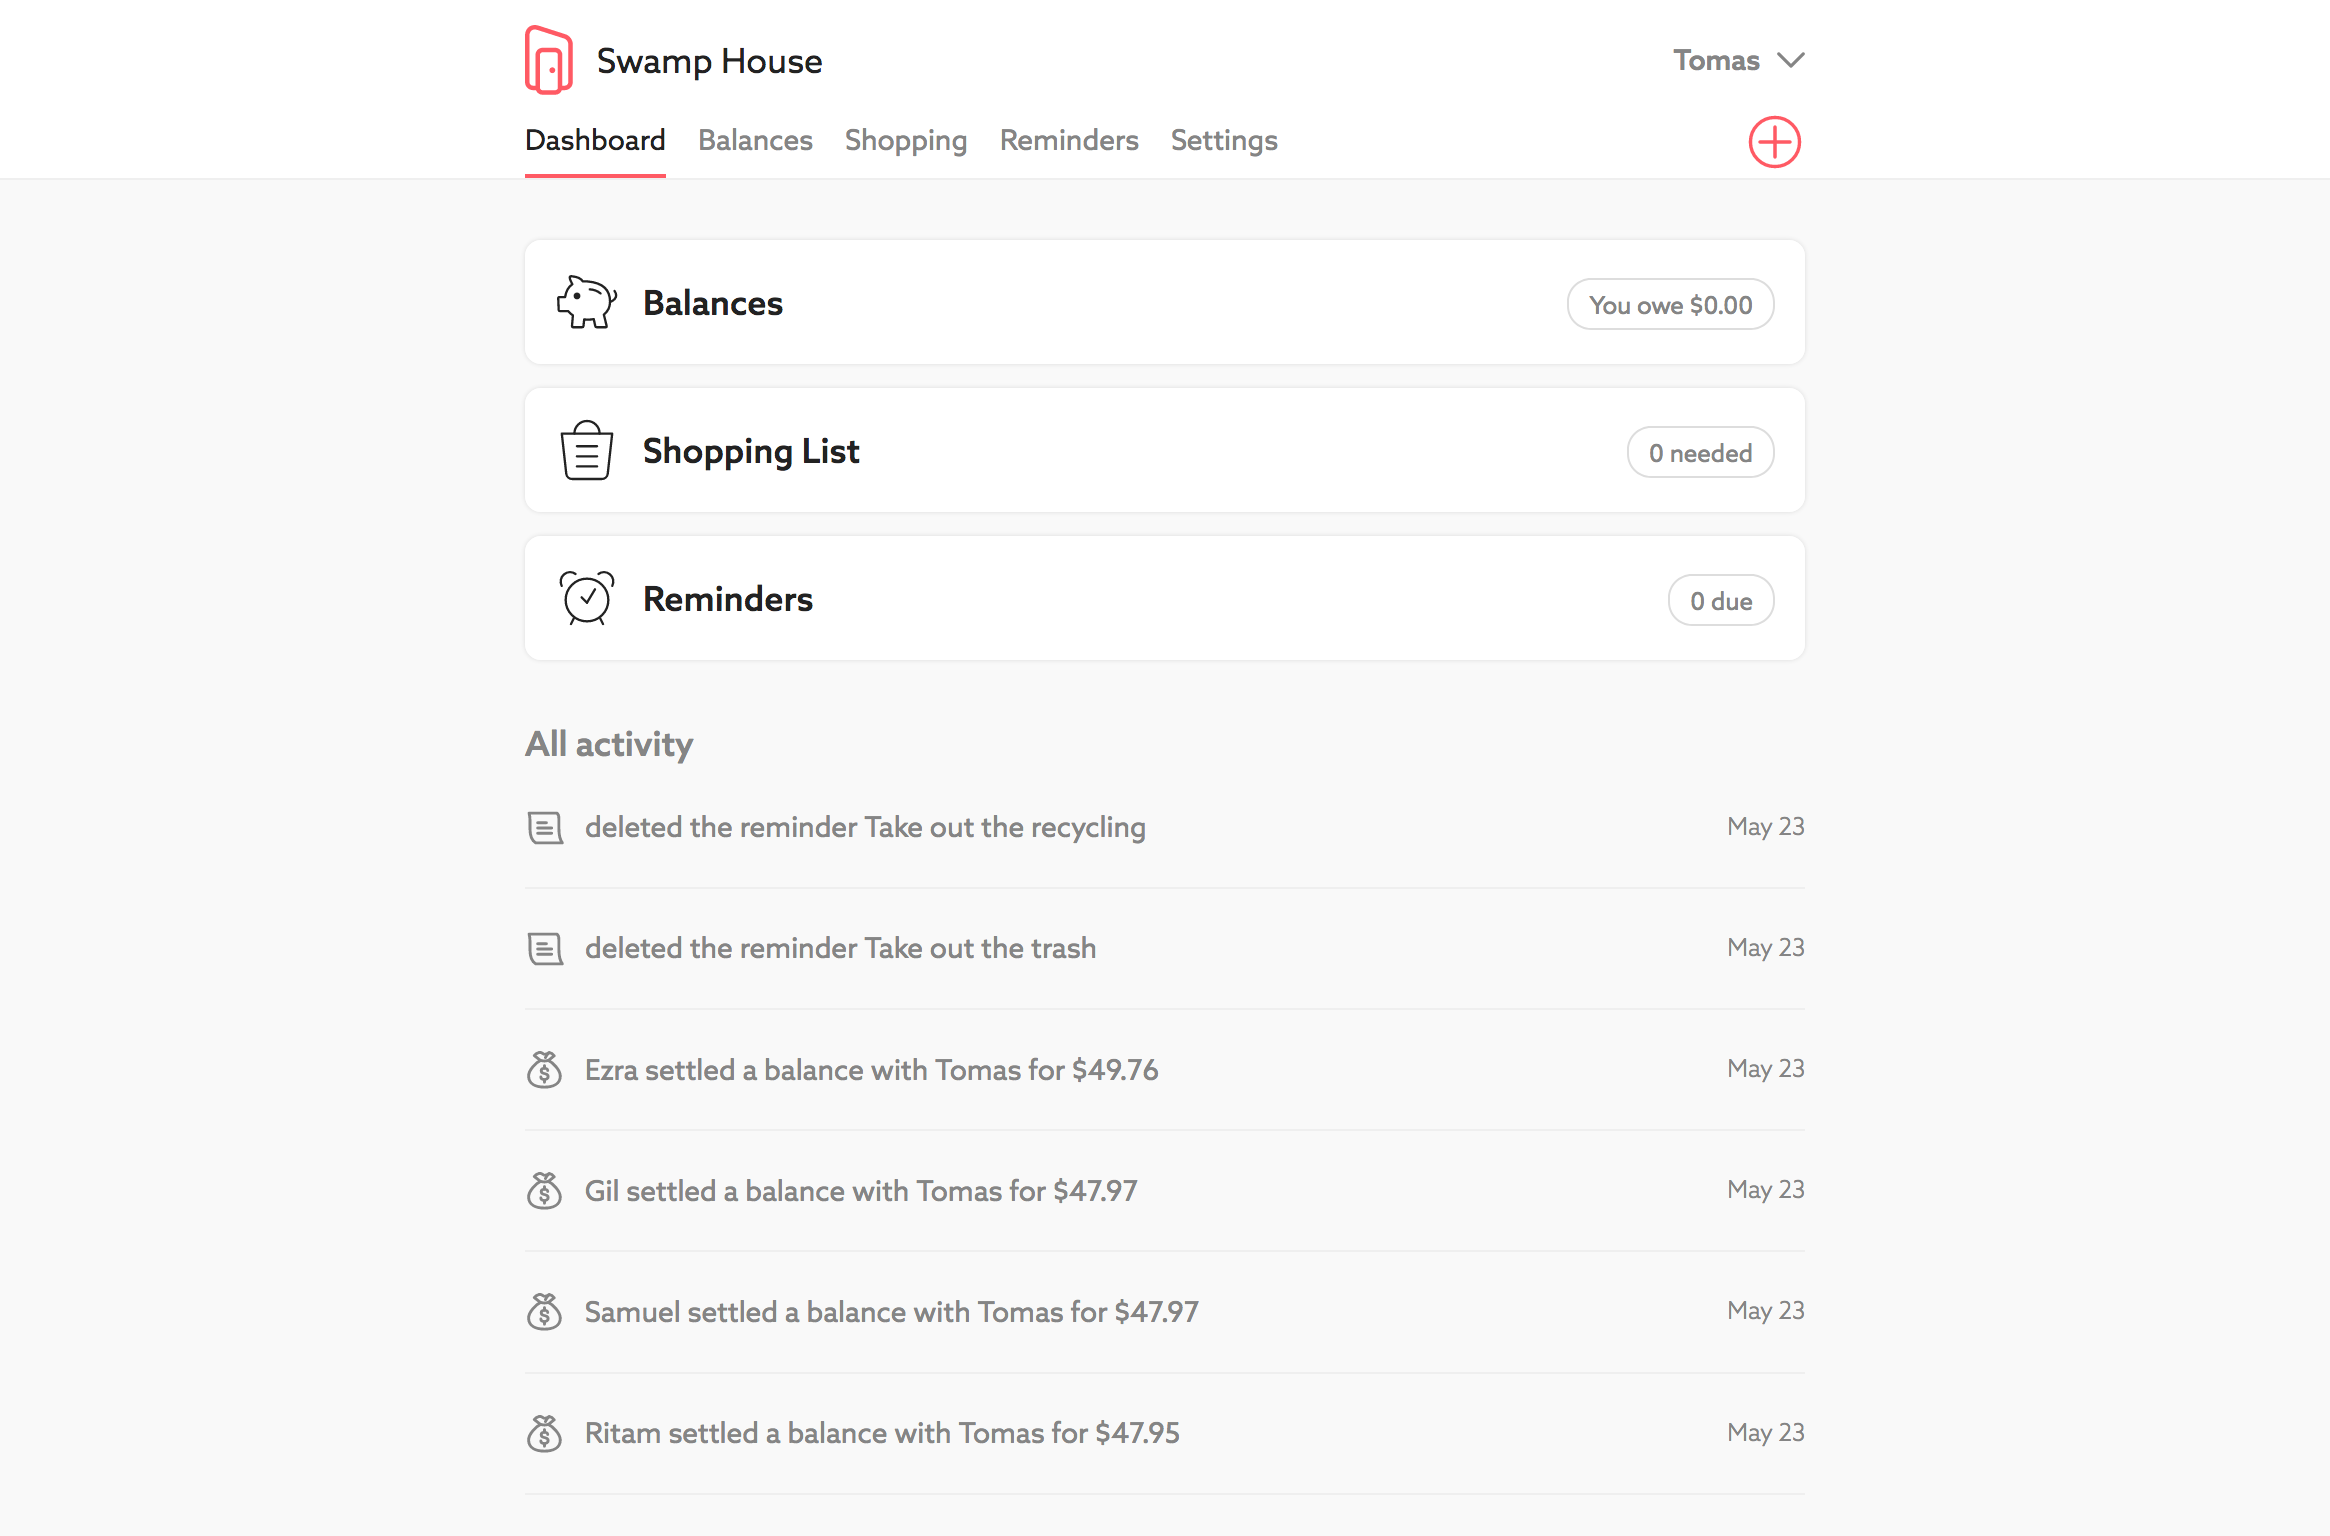 Swamp House
Tomas
Dashboard Balances Shopping Reminders Settings
Balances
You owe $0.00
Shopping List
0 needed
Reminders
0 due
All activity
deleted the reminder Take out the recycling
May 23
deleted the reminder Take out the trash
May 23
Ezra settled a balance with Tomas for $49.76
May 23
Gil settled a balance with Tomas for $47.97
May 23
Samuel settled a balance with Tomas for $47.97
May 23
Ritam settled a balance with Tomas for $47.95
May 23